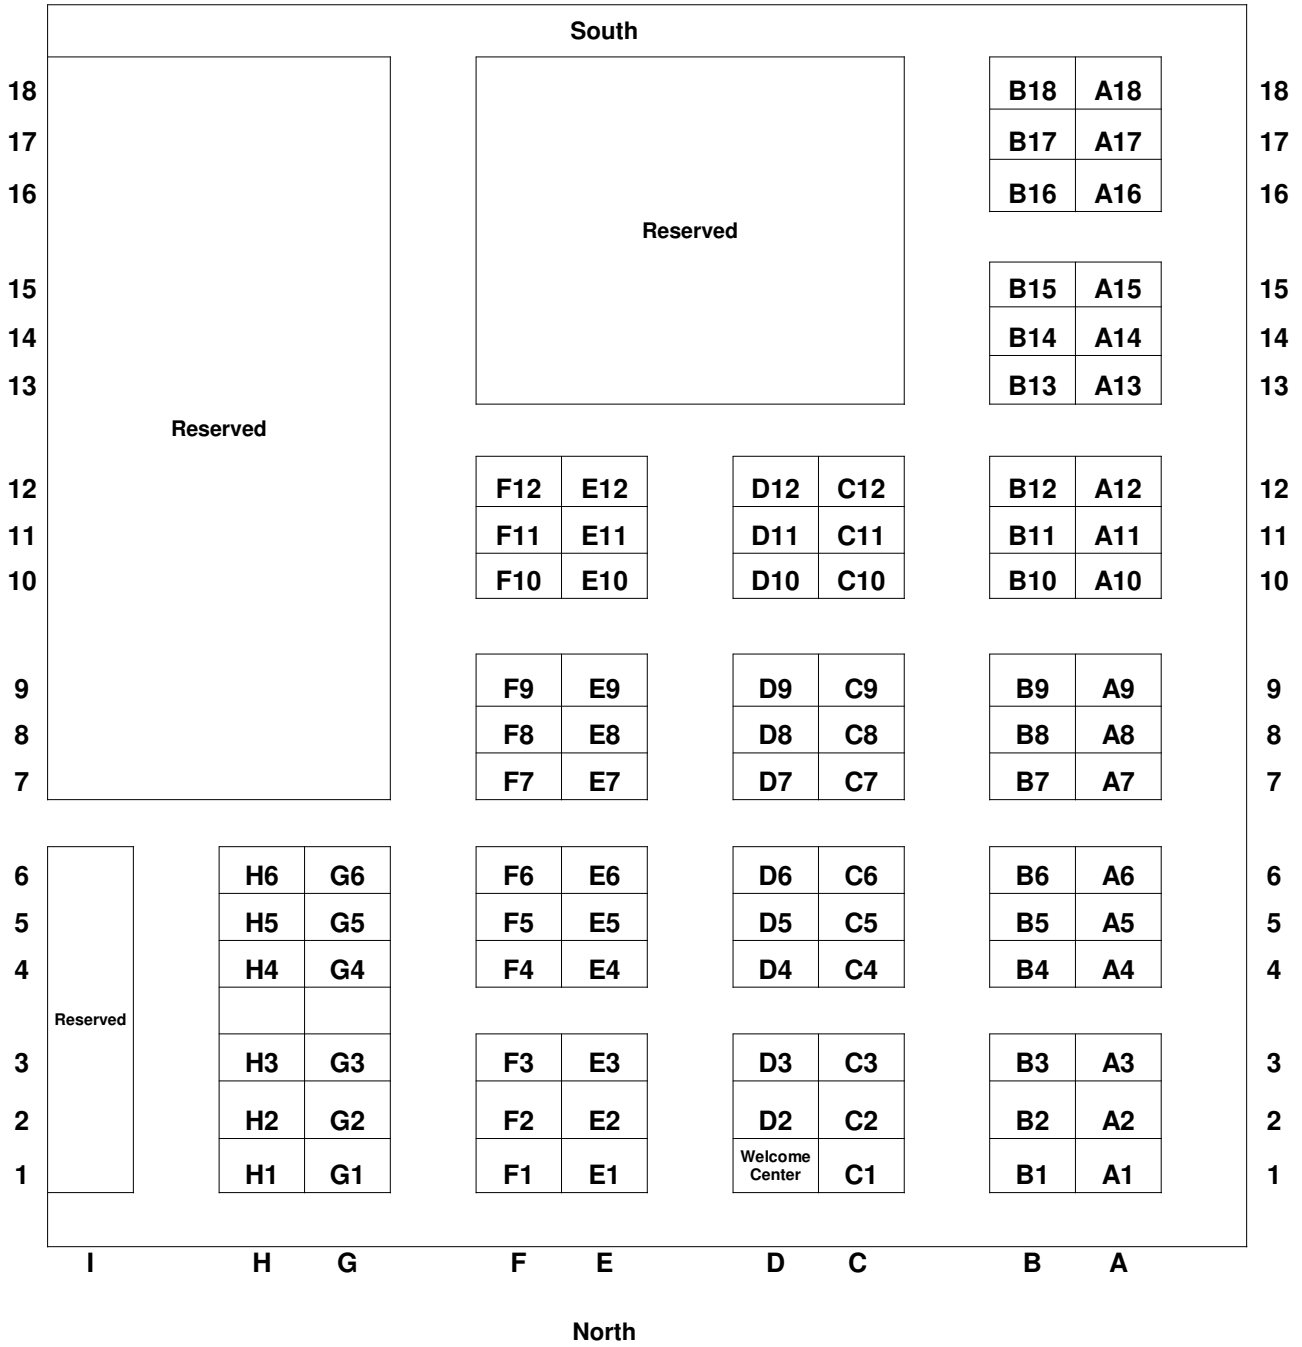 South
18 B18 A18 18
17 B17 A17 17
16 B16 A16 16
Reserved
15 B15 A15 15
14 B14 A14 14
13 B13 A13 13
Reserved
12 F12 E12 D12 C12 B12 A12 12
11 F11 E11 D11 C11 B11 A11 11
10 F10 E10 D10 C10 B10 A10 10
9 F9 E9 D9 C9 B9 A9 9
8 F8 E8 D8 C8 B8 A8 8
7 F7 E7 D7 C7 B7 A7 7
6 H6 G6 F6 E6 D6 C6 B6 A6 6
5 H5 G5 F5 E5 D5 C5 B5 A5 5
4 H4 G4 F4 E4 D4 C4 B4 A4 4
Reserved
3 H3 G3 F3 E3 D3 C3 B3 A3 3
2 H2 G2 F2 E2 D2 C2 B2 A2 2
1 H1 G1 F1 E1 Welcome C1 B1 A1 1
Center
I H G F E D C B A
North